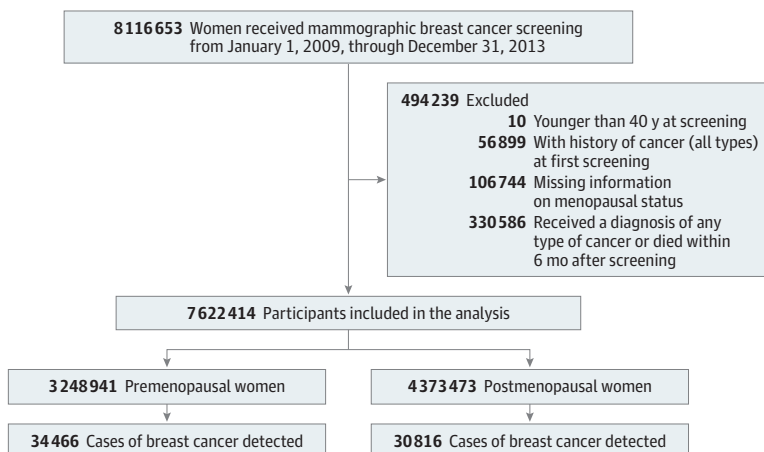 8116653 Women received mammographic breast cancer screening
from January 1, 2009, through December 31, 2013
494239 Excluded
10 Younger than 40 y at screening
56899 With history of cancer (all types)
at first screening
106744 Missing information
on menopausal status
330586 Received a diagnosis of any
type of cancer or died within
6 mo after screening
7622414 Participants included in the analysis
3248941 Premenopausal women
4373473 Postmenopausal women
34466 Cases of breast cancer detected
30816 Cases of breast cancer detected